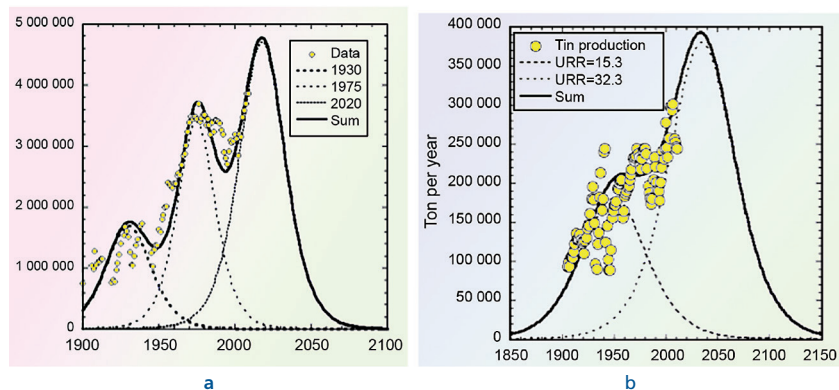 5 000 000
4 000 000
3 000 000
2 000 000
1 000 000
0
1900 1950 2000 2050 2100
Data
1930
1975
2020
Sum
a
Ton per year
400 000
350 000
300 000
250 000
200 000
150 000
100 000
50 000
0
1850 1900 1950 2000 2050 2100 2150
Tin production
URR=15.3
URR=32.3
Sum
b